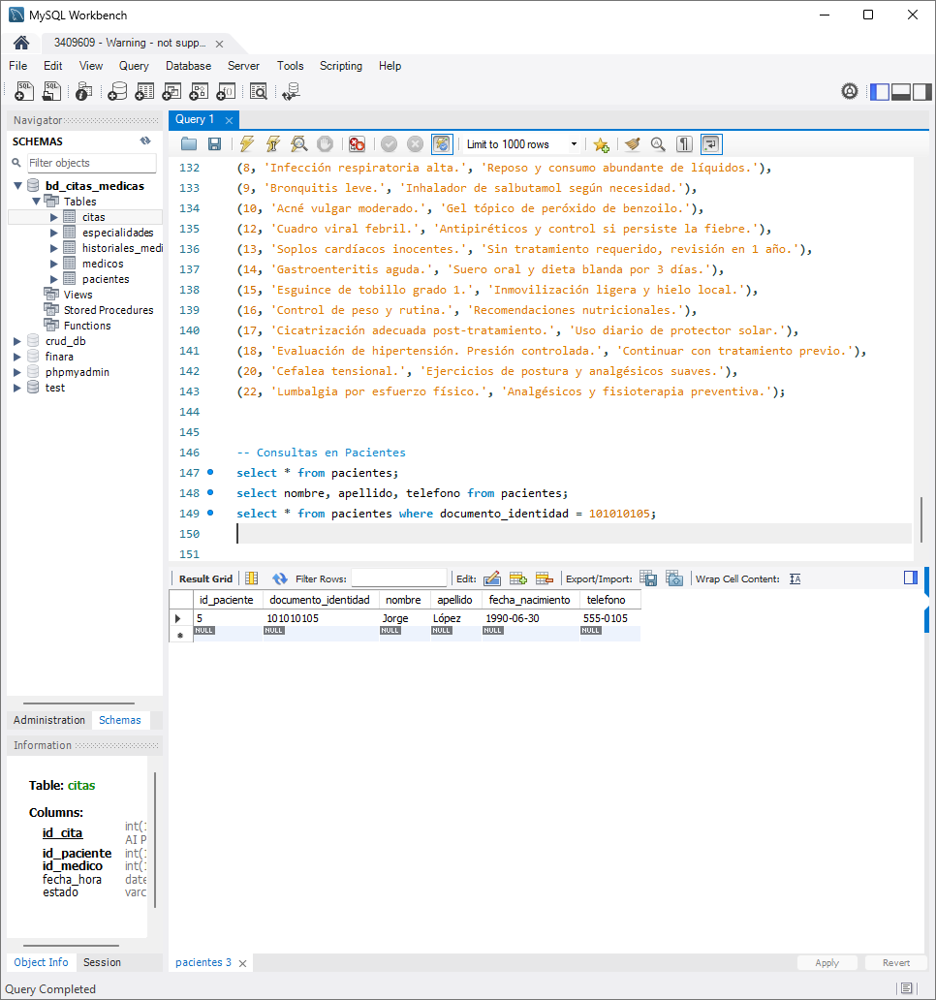 MySQL Workbench
3409609 - Warning - not supp...
File Edit View Query Database Server Tools Scripting Help
Navigator
SCHEMAS
Filter objects
bd_citas_medicas
Tables
citas
especialidades
historiales_medi
medicos
pacientes
Views
Stored Procedures
Functions
crud_db
finara
phpmyadmin
test
Administration Schemas
Information
Table: citas
Columns:
id_cita int(1
AI P
id_paciente int(1
id_medico int(1
fecha_hora date
estado varc
Object Info Session
Query 1
Limit to 1000 rows
132 (8, 'Infección respiratoria alta.', 'Reposo y consumo abundante de líquidos.'),
133 (9, 'Bronquitis leve.', 'Inhalador de salbutamol según necesidad.'),
134 (10, 'Acné vulgar moderado.', 'Gel tópico de peróxido de benzoilo.'),
135 (12, 'Cuadro viral febril.', 'Antipiréticos y control si persiste la fiebre.'),
136 (13, 'Soplos cardíacos inocentes.', 'Sin tratamiento requerido, revisión en 1 año.'),
137 (14, 'Gastroenteritis aguda.', 'Suero oral y dieta blanda por 3 días.'),
138 (15, 'Esguince de tobillo grado 1.', 'Inmovilización ligera y hielo local.'),
139 (16, 'Control de peso y rutina.', 'Recomendaciones nutricionales.'),
140 (17, 'Cicatrización adecuada post-tratamiento.', 'Uso diario de protector solar.'),
141 (18, 'Evaluación de hipertensión. Presión controlada.', 'Continuar con tratamiento previo.'),
142 (20, 'Cefalea tensional.', 'Ejercicios de postura y analgésicos suaves.'),
143 (22, 'Lumbalgia por esfuerzo físico.', 'Analgésicos y fisioterapia preventiva.');
144
145
146 -- Consultas en Pacientes
147 select * from pacientes;
148 select nombre, apellido, telefono from pacientes;
149 select * from pacientes where documento_identidad = 101010105;
150
151
Result Grid Filter Rows: Edit: Export/Import: Wrap Cell Content:
id_paciente documento_identidad nombre apellido fecha_nacimiento telefono
5 101010105 Jorge López 1990-06-30 555-0105
NULL NULL NULL NULL NULL NULL
pacientes 3
Apply Revert
Query Completed